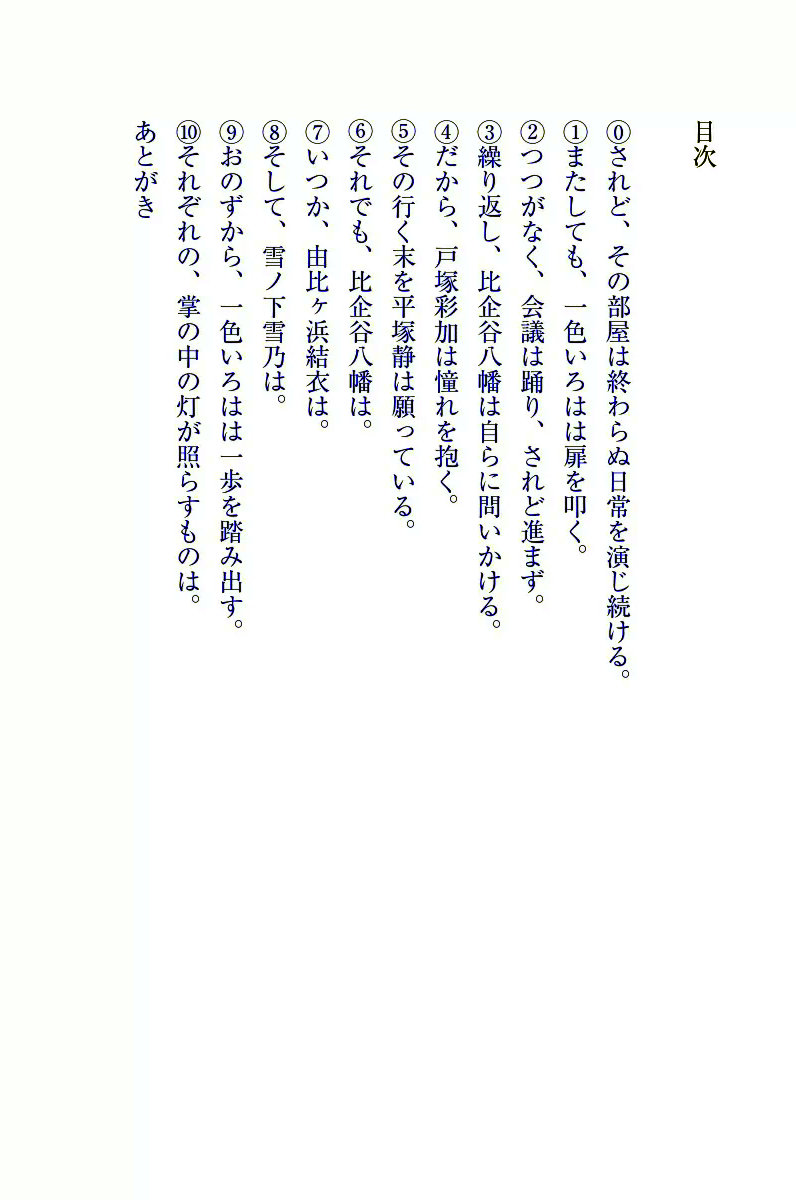 目次
⓪されど、その部屋は終わらぬ日常を演じ続ける。
①またしても、一色いろはは扉を叩く。
②つつがなく、会議は踊り、されど進まず。
③繰り返し、比企谷八幡は自らに問いかける。
④だから、戸塚彩加は憧れを抱く。
⑤その行く末を平塚静は願っている。
⑥それでも、比企谷八幡は。
⑦いつか、由比ヶ浜結衣は。
⑧そして、雪ノ下雪乃は。
⑨おのずから、一色いろはは一歩を踏み出す。
⑩それぞれの、掌の中の灯が照らすものは。
あとがき